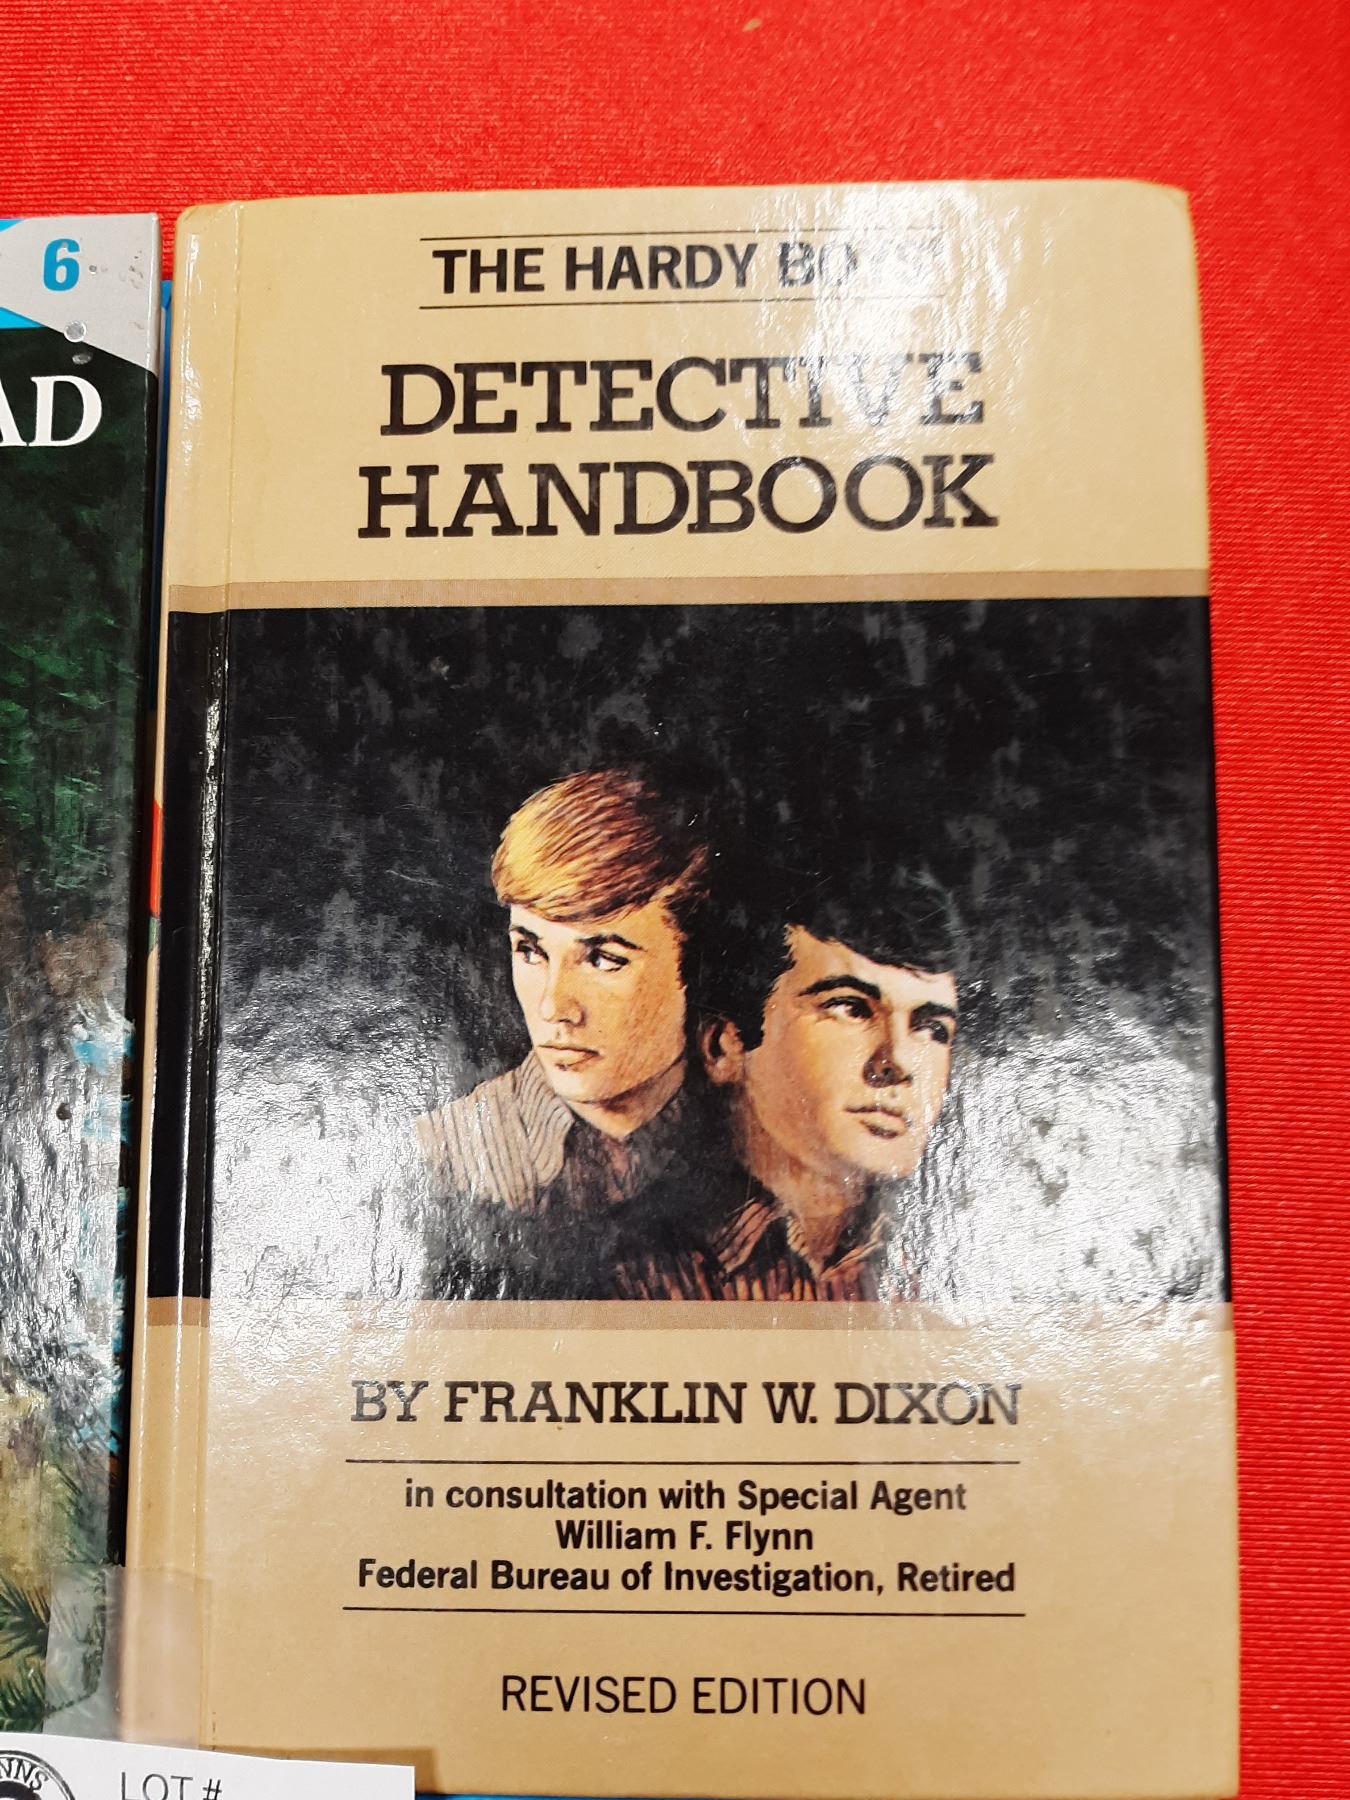 6
AD
THE HARDY BOYS®
DETECTIVE
HANDBOOK
BY FRANKLIN W. DIXON
in consultation with Special Agent
William F. Flynn
Federal Bureau of Investigation, Retired
REVISED EDITION
NNS
LOT #